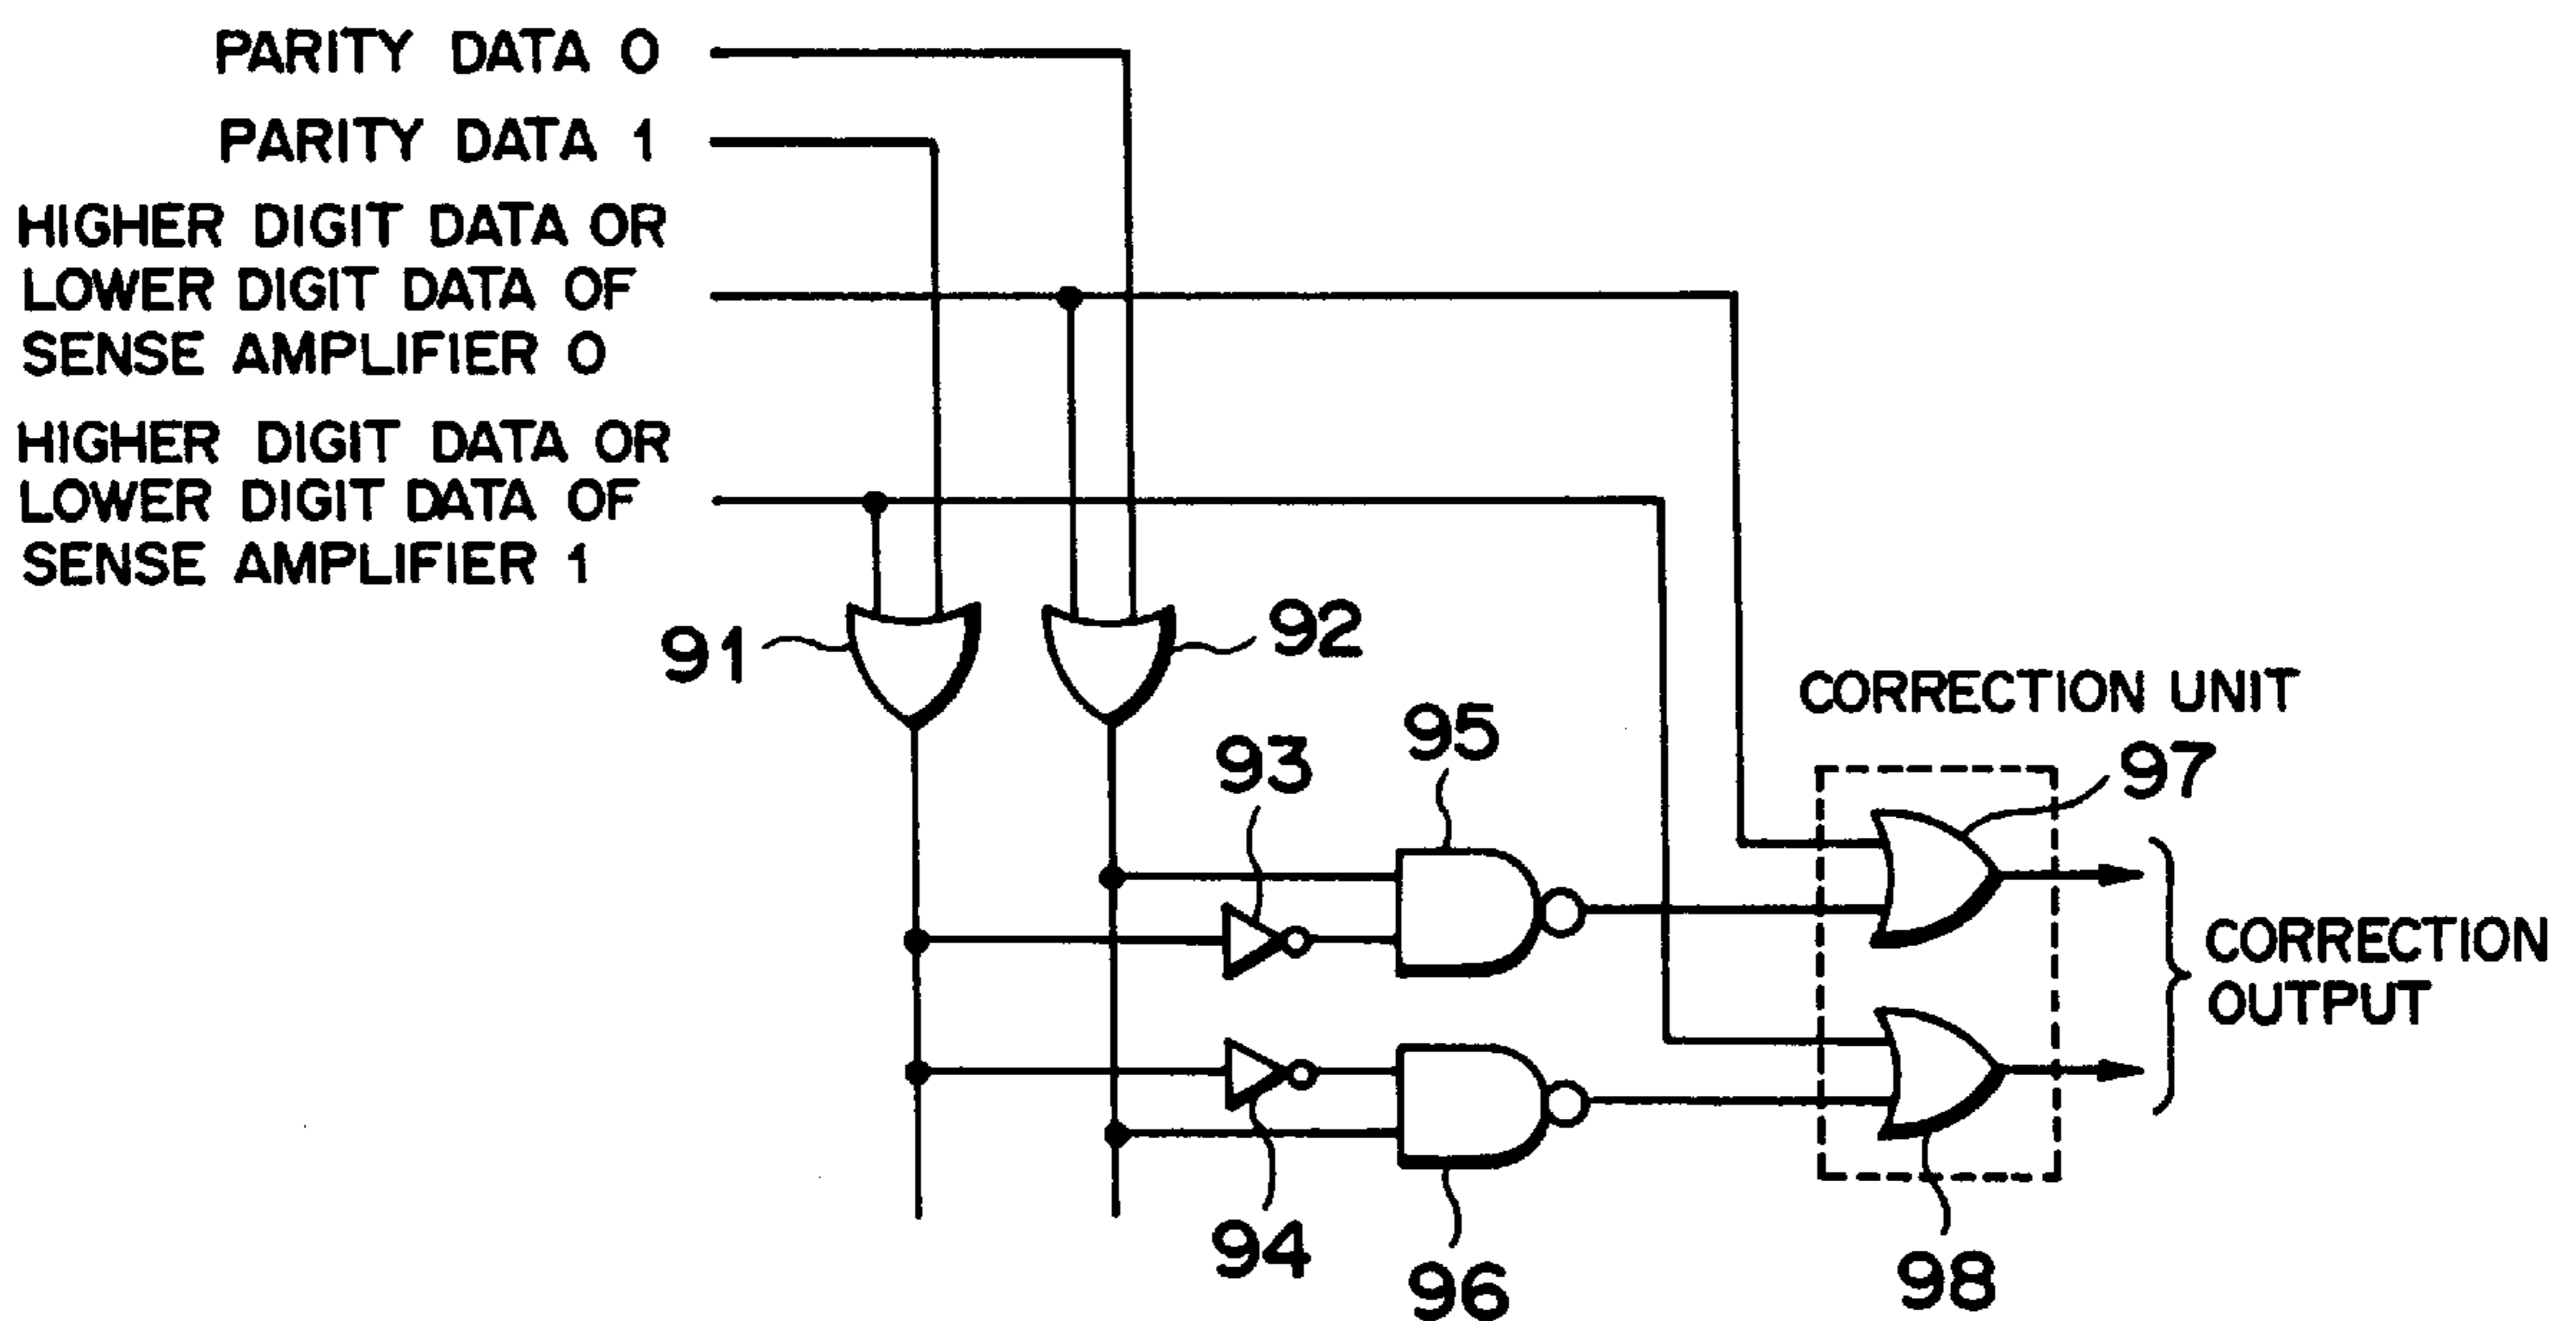 PARITY DATA 0
PARITY DATA 1
HIGHER DIGIT DATA OR
LOWER DIGIT DATA OF
SENSE AMPLIFIER 0
HIGHER DIGIT DATA OR
LOWER DIGIT DATA OF
SENSE AMPLIFIER 1
91
92
93
95
CORRECTION UNIT
97
CORRECTION
OUTPUT
94
96
98